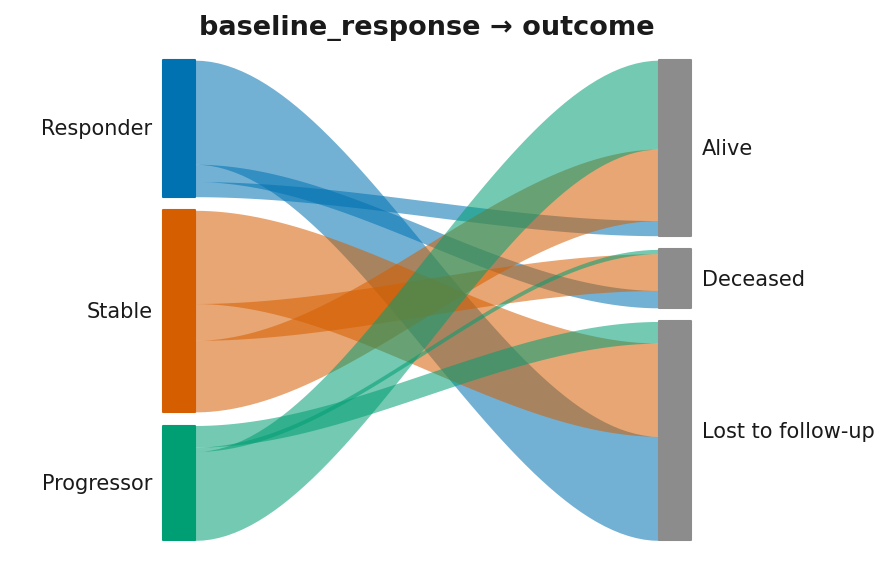 baseline_response → outcome
Responder
Stable
Progressor
Alive
Deceased
Lost to follow-up